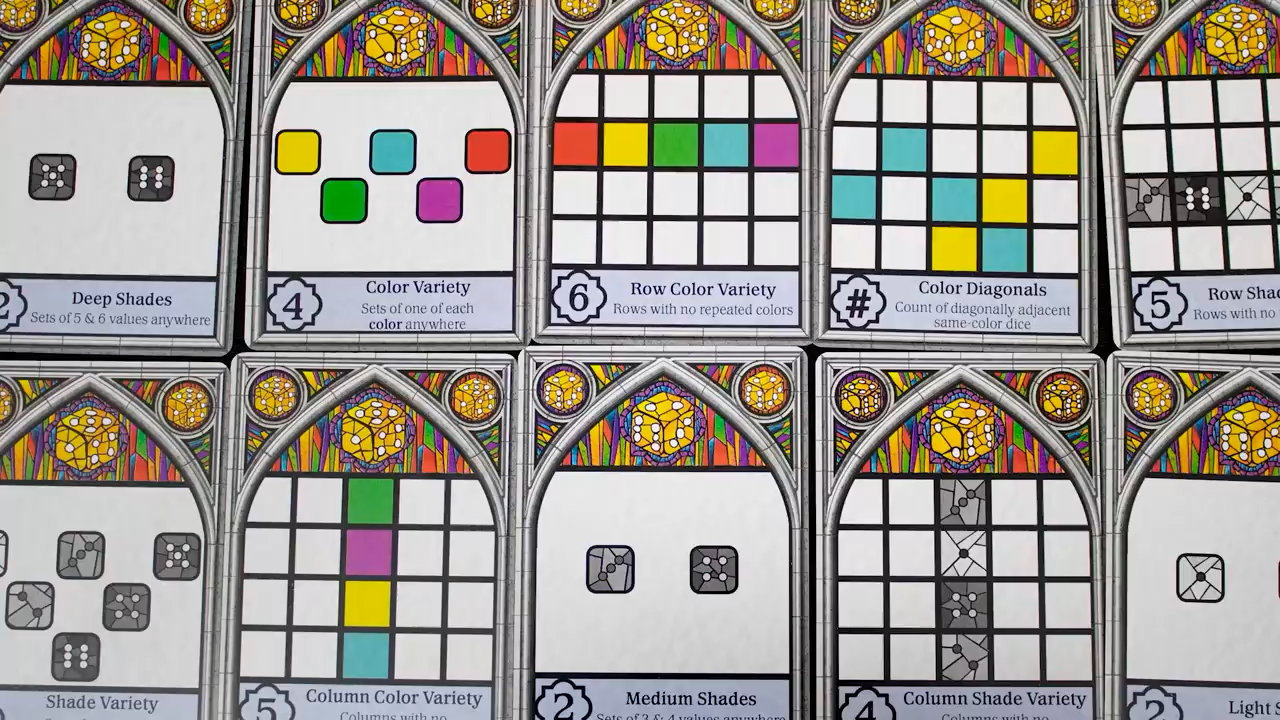 2
Deep Shades
Sets of 5 & 6 values anywhere
4
Color Variety
Sets of one of each
color anywhere
6
Row Color Variety
Rows with no repeated colors
#
Color Diagonals
Count of diagonally adjacent
same-color dice
5
Row
Rows with no
Shade Variety
5
Column Color Variety
Columns with no
2
Medium Shades
Sets of 3 & 4 values anywhere
4
Column Shade Variety
Columns with no
2
Light